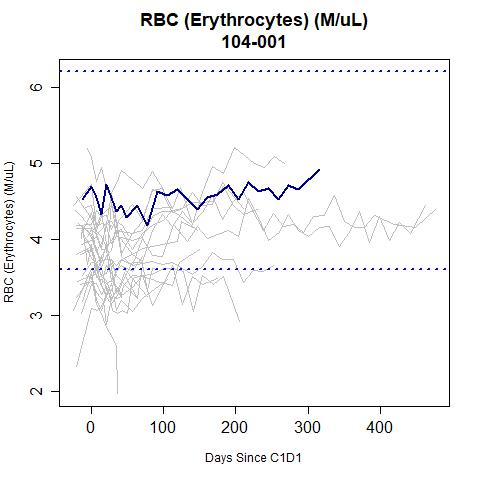 RBC (Erythrocytes) (M/uL)
104-001
RBC (Erythrocytes) (M/uL)
6
5
4
3
2
0 100 200 300 400
Days Since C1D1